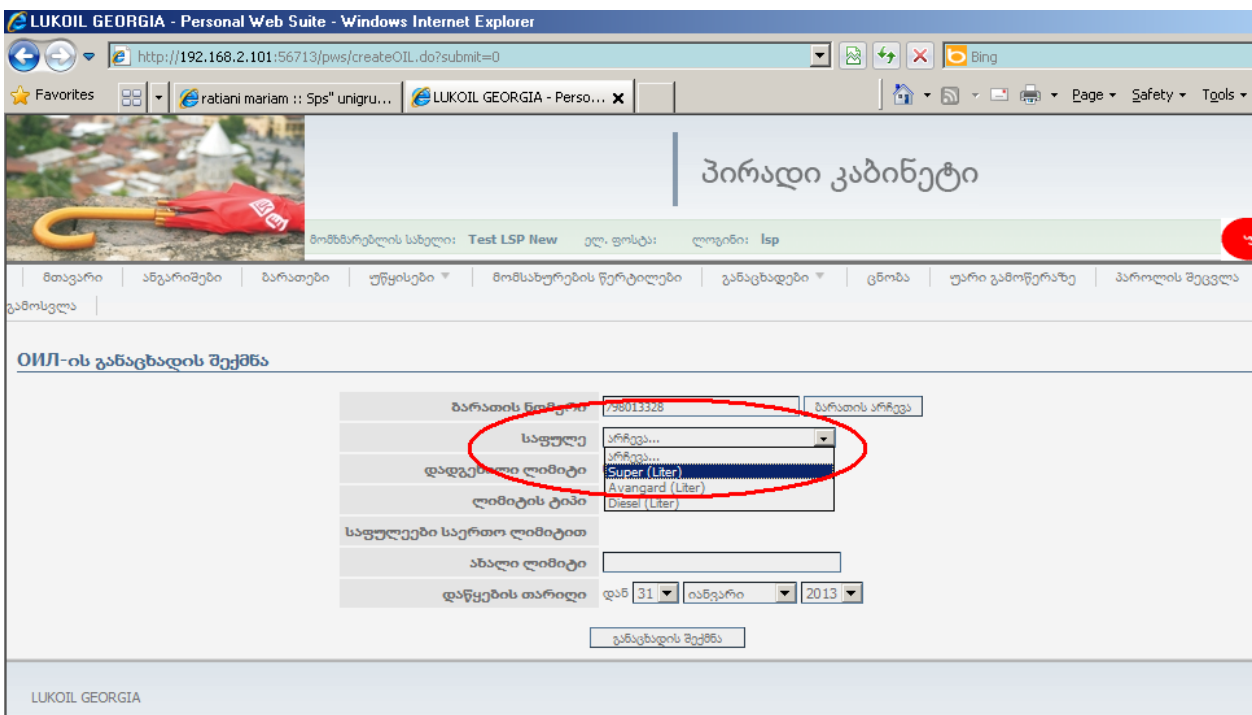 LUKOIL GEORGIA - Personal Web Suite - Windows Internet Explorer
http://192.168.2.101:56713/pws/createOIL.do?submit=0
Bing
Favorites
ratiani mariam :: Sps" unigru...
LUKOIL GEORGIA - Perso...
Page
Safety
Tools
პირადი კაბინეტი
მომხმარებლის სახელი: Test LSP New ელ. ფოსტა: ლოგინი: lsp
მთავარი ანგარიშები ბარათები უწყისები მომსახურების წერტილები განაცხადები ცნობა უარი გამოწერაზე პაროლის შეცვლა
გამოსვლა
ОИЛ-ის განაცხადის შექმნა
ბარათის ნომერი 798013328 ბარათის არჩევა
საფულე არჩევა...
არჩევა...
დადგენილი ლიმიტი Super (Liter)
Avangard (Liter)
ლიმიტის ტიპი Diesel (Liter)
საფულეები საერთო ლიმიტით
ახალი ლიმიტი
დაწყების თარიღი დან 31 იანვარი 2013
განაცხადის შექმნა
LUKOIL GEORGIA